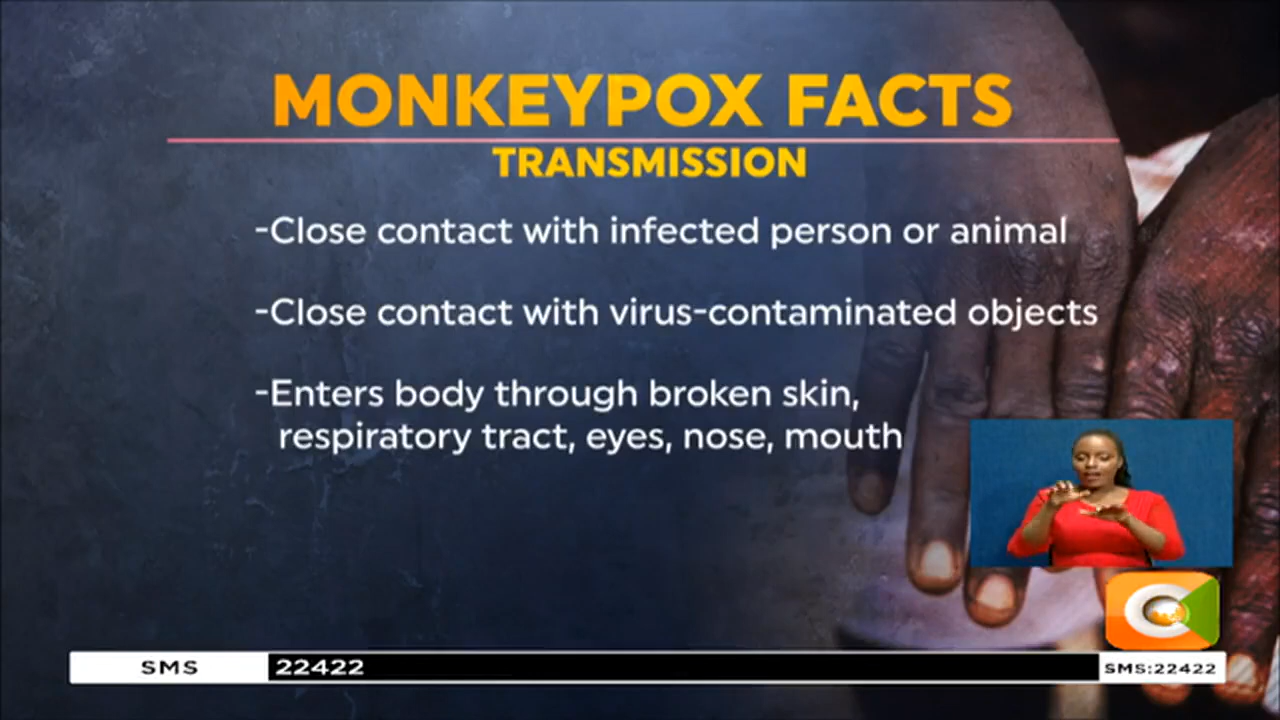 MONKEYPOX FACTS
TRANSMISSION
-Close contact with infected person or animal
-Close contact with virus-contaminated objects
-Enters body through broken skin,
respiratory tract, eyes, nose, mouth
SMS 22422
SMS:22422